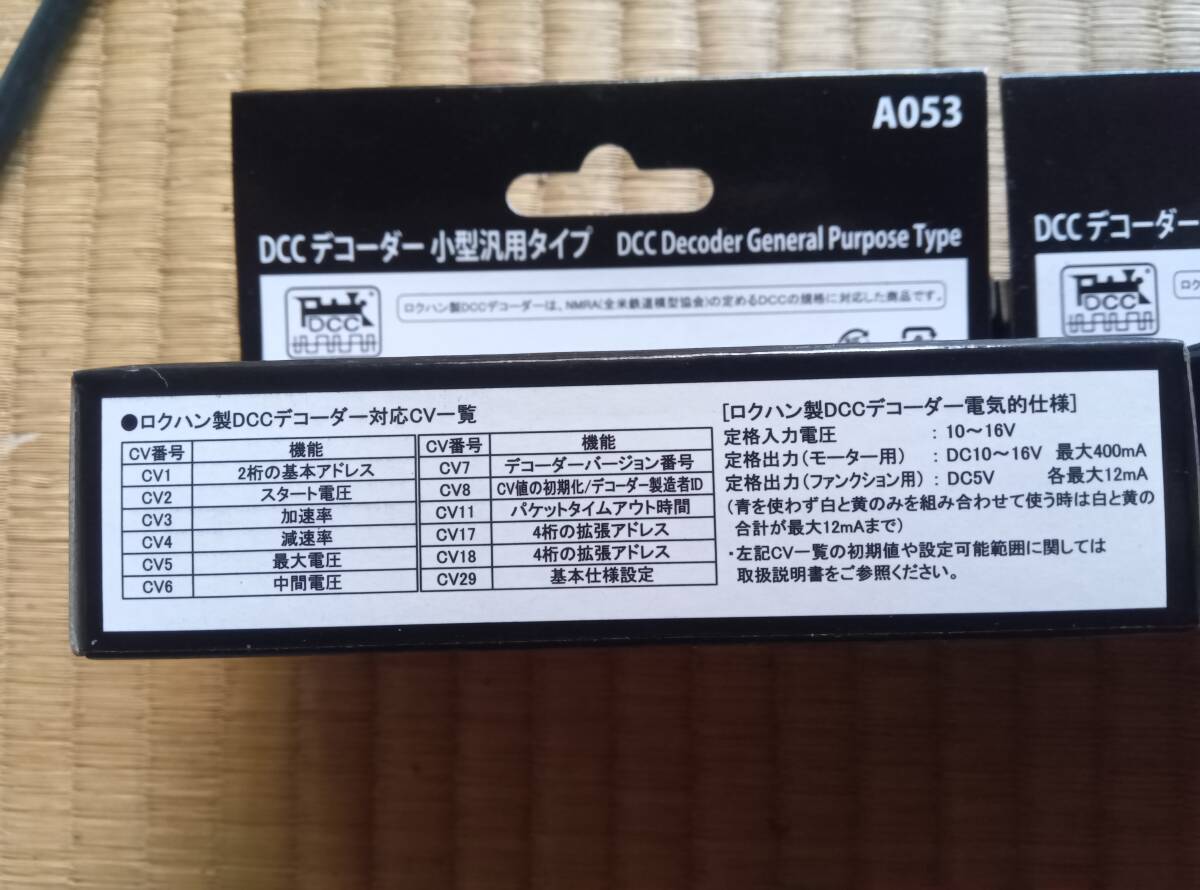 A053
DCC デコーダー 小型汎用タイプ DCC Decoder General Purpose Type
DCC デコーダー
DCC
ロクハン製DCCデコーダーは、NMRA(全米鉄道模型協会)の定めるDCCの規格に対応した商品です。
DCC
●ロクハン製DCCデコーダー対応CV一覧
CV番号 機能
CV1 2桁の基本アドレス
CV2 スタート電圧
CV3 加速率
CV4 減速率
CV5 最大電圧
CV6 中間電圧
CV番号 機能
CV7 デコーダーバージョン番号
CV8 CV値の初期化/デコーダー製造者ID
CV11 パケットタイムアウト時間
CV17 4桁の拡張アドレス
CV18 4桁の拡張アドレス
CV29 基本仕様設定
[ロクハン製DCCデコーダー電気的仕様]
定格入力電圧 : 10～16V
定格出力(モーター用) : DC10～16V 最大400mA
定格出力(ファンクション用) : DC5V 各最大12mA
(青を使わず白と黄のみを組み合わせて使う時は白と黄の
合計が最大12mAまで)
・左記CV一覧の初期値や設定可能範囲に関しては
取扱説明書をご参照ください。